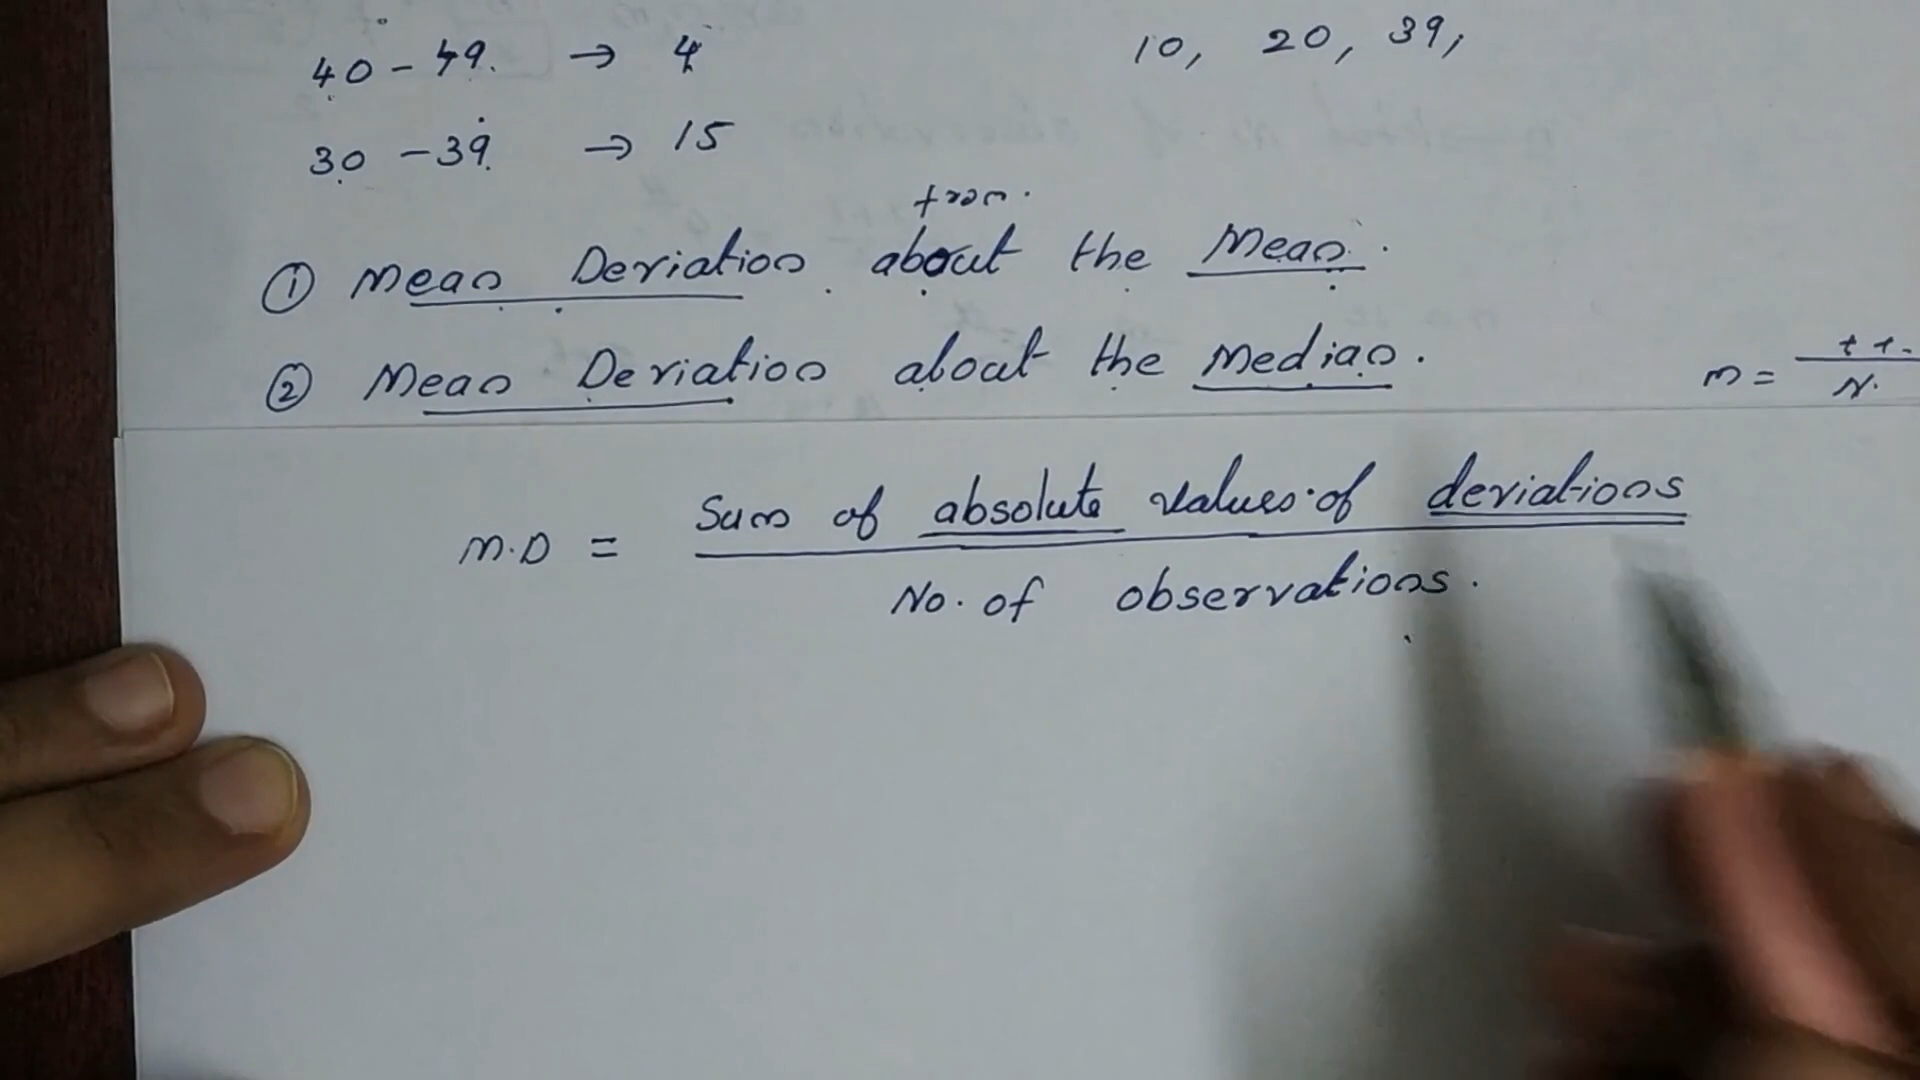 40 - 49. → 4
10, 20, 39,
30 - 39 → 15
from.
① Mean Deviation about the Mean.
② Mean Deviation about the Median.
m = + +. / N.
M.D = Sum of absolute values of deviations
No. of observations.